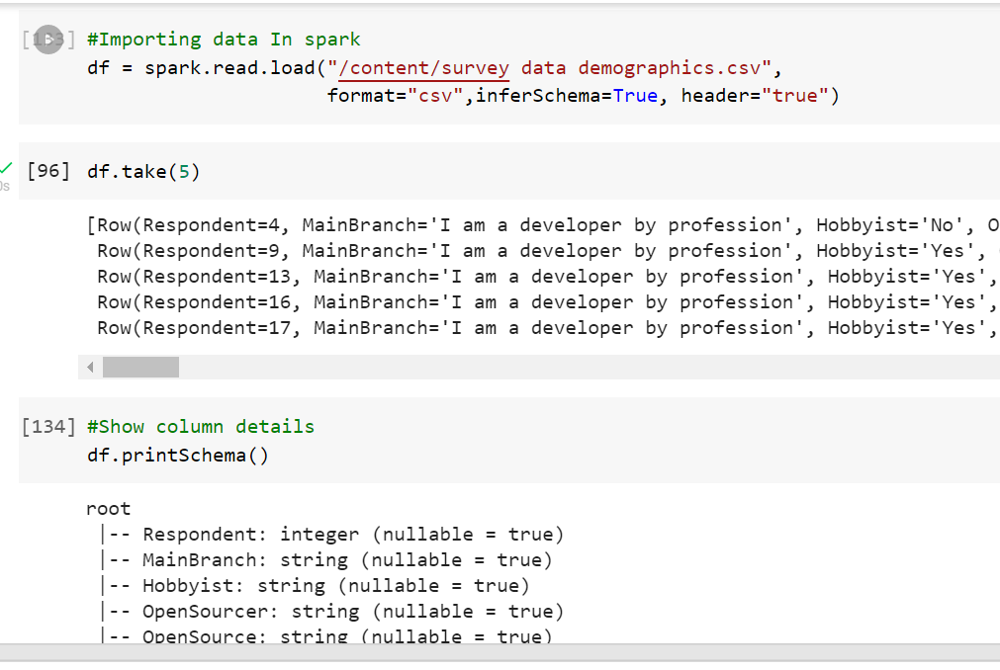 #Importing data In spark
df = spark.read.load("/content/survey data demographics.csv",
format="csv",inferSchema=True, header="true")
[96] df.take(5)
[Row(Respondent=4, MainBranch='I am a developer by profession', Hobbyist='No', O
Row(Respondent=9, MainBranch='I am a developer by profession', Hobbyist='Yes',
Row(Respondent=13, MainBranch='I am a developer by profession', Hobbyist='Yes',
Row(Respondent=16, MainBranch='I am a developer by profession', Hobbyist='Yes',
Row(Respondent=17, MainBranch='I am a developer by profession', Hobbyist='Yes',
[134] #Show column details
df.printSchema()
root
|-- Respondent: integer (nullable = true)
|-- MainBranch: string (nullable = true)
|-- Hobbyist: string (nullable = true)
|-- OpenSourcer: string (nullable = true)
|-- OpenSource: string (nullable = true)